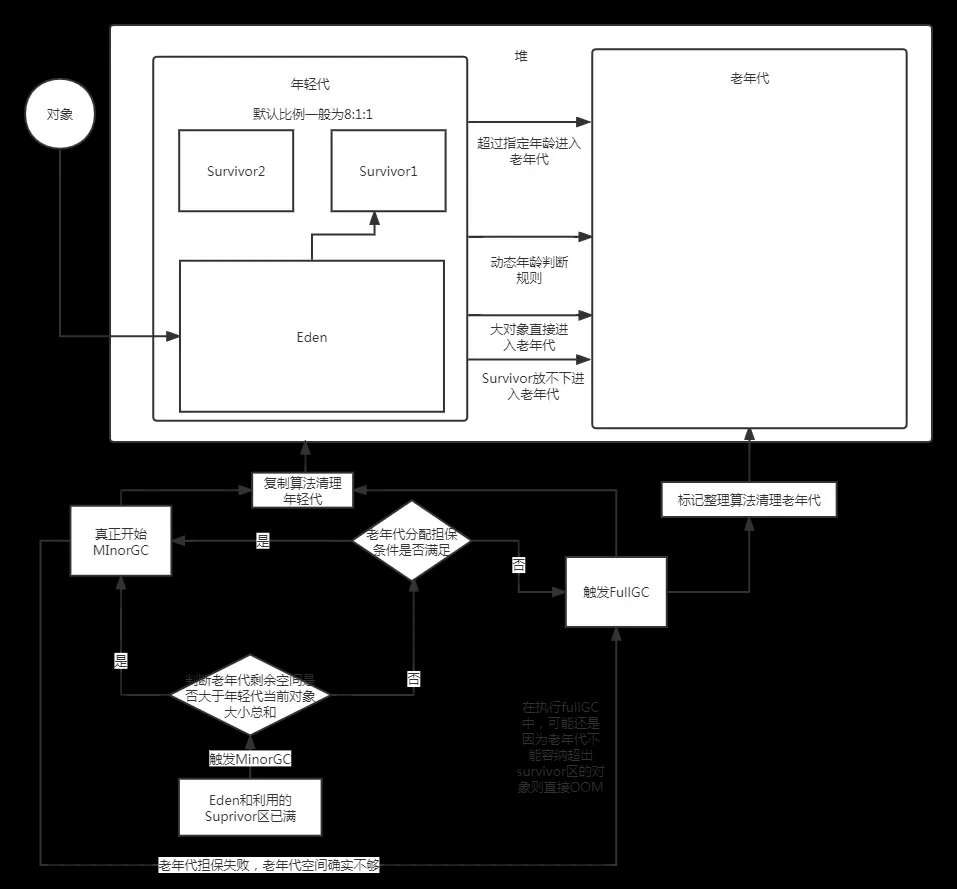 堆
年轻代
老年代
对象
默认比例一般为8:1:1
Survivor2
Survivor1
超过指定年龄进入
老年代
动态年龄判断
规则
Eden
大对象直接进
入老年代
Survivor放不下进
入老年代
复制算法清理
年轻代
标记整理算法清理老年代
真正开始
MInorGC
是
老年代分配担保
条件是否满足
否
触发FullGC
是
判断老年代剩余空间是
否大于年轻代当前对象
大小总和
否
在执行fullGC
中，可能还是
因为老年代不
能容纳超出
survivor区的对
象则直接OOM
触发MinorGC
Eden和利用的
Suprivor区已满
老年代担保失败，老年代空间确实不够